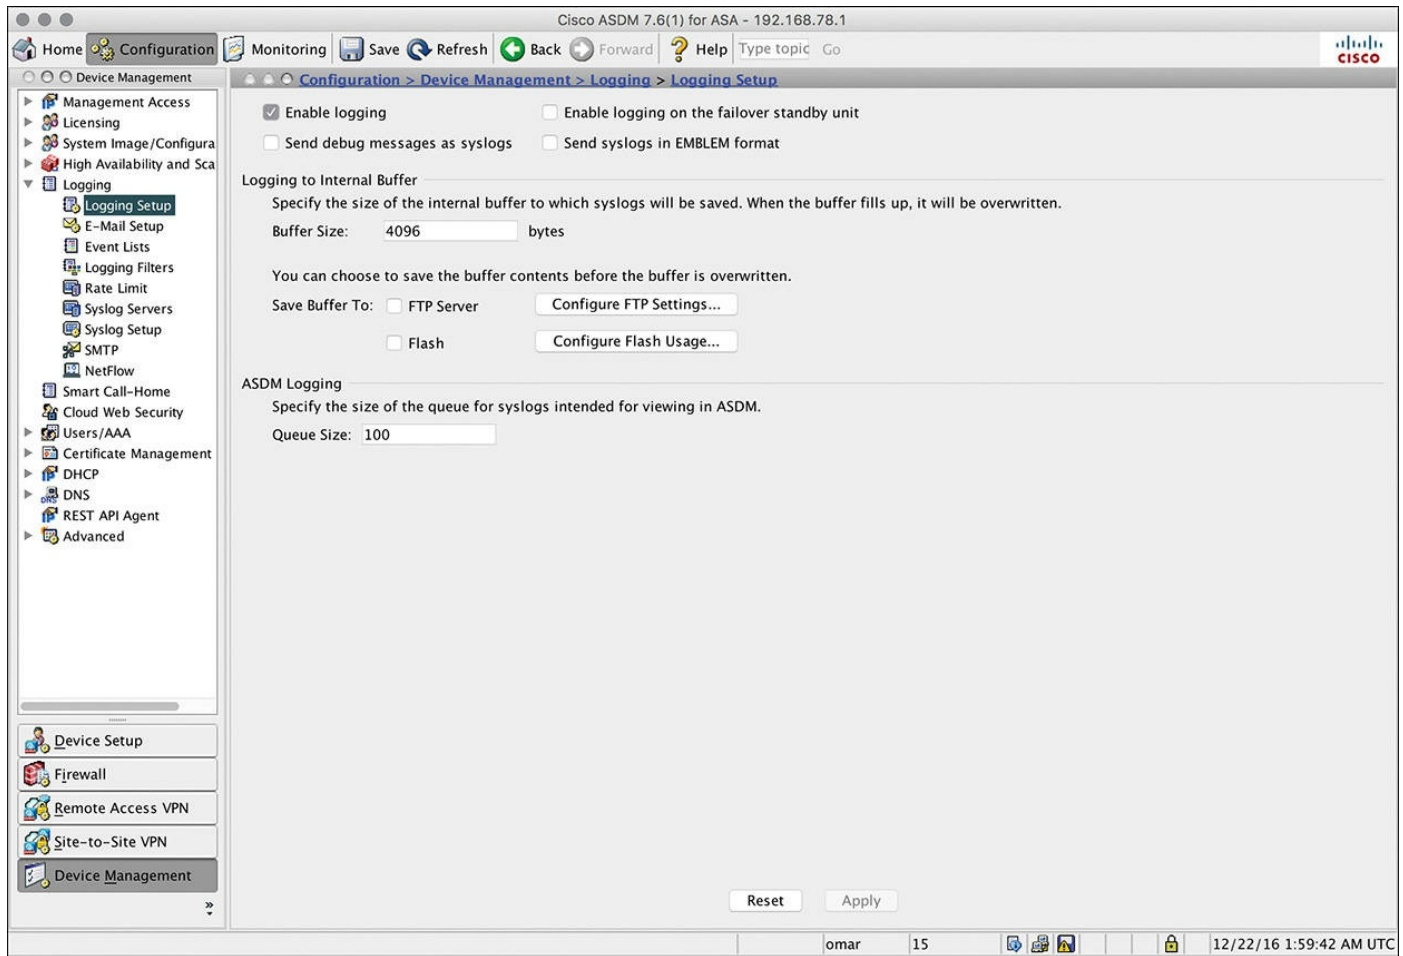 Cisco ASDM 7.6(1) for ASA - 192.168.78.1
Home Configuration Monitoring Save Refresh Back Forward Help Type topic Go
CISCO
Device Management
Configuration > Device Management > Logging > Logging Setup
Management Access
Licensing
System Image/Configura
High Availability and Sca
Logging
Logging Setup
E-Mail Setup
Event Lists
Logging Filters
Rate Limit
Syslog Servers
Syslog Setup
SMTP
NetFlow
Smart Call-Home
Cloud Web Security
Users/AAA
Certificate Management
DHCP
DNS
REST API Agent
Advanced
Device Setup
Firewall
Remote Access VPN
Site-to-Site VPN
Device Management
Enable logging Enable logging on the failover standby unit
Send debug messages as syslogs Send syslogs in EMBLEM format
Logging to Internal Buffer
Specify the size of the internal buffer to which syslogs will be saved. When the buffer fills up, it will be overwritten.
Buffer Size: 4096 bytes
You can choose to save the buffer contents before the buffer is overwritten.
Save Buffer To: FTP Server Configure FTP Settings...
Flash Configure Flash Usage...
ASDM Logging
Specify the size of the queue for syslogs intended for viewing in ASDM.
Queue Size: 100
Reset Apply
omar 15 12/22/16 1:59:42 AM UTC